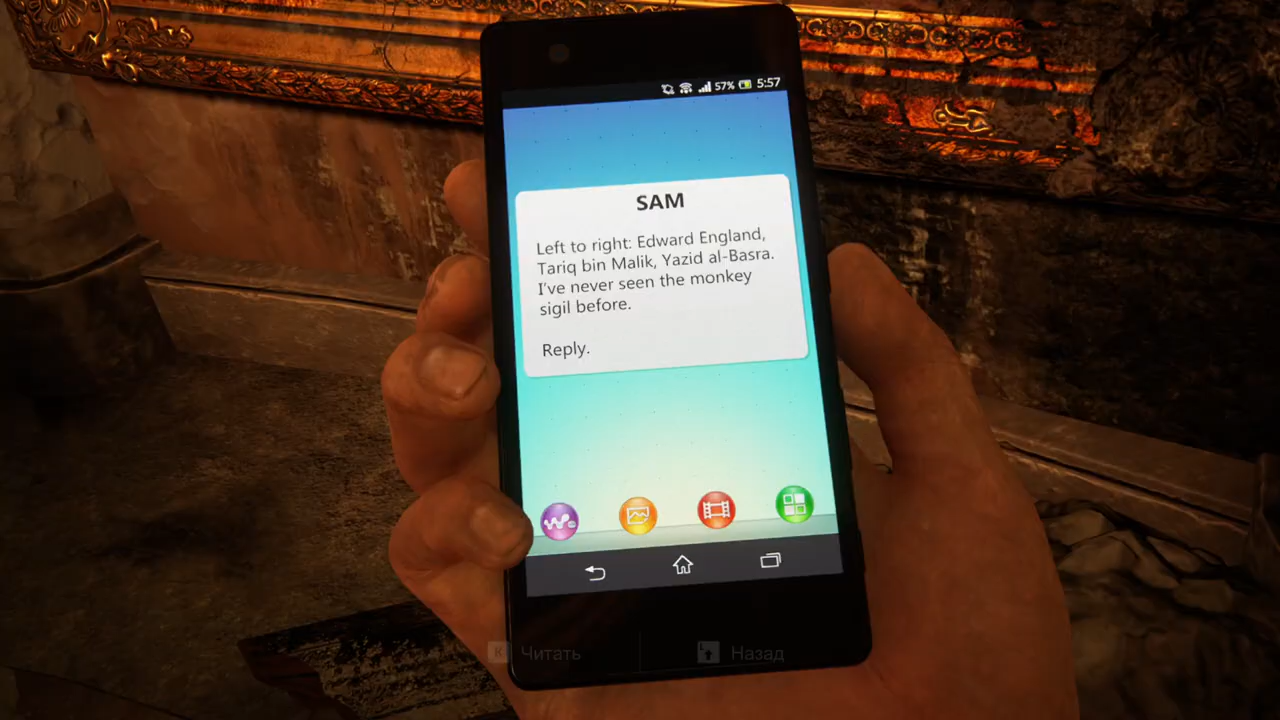 57% 5:57
SAM
Left to right: Edward England,
Tariq bin Malik, Yazid al-Basra.
I've never seen the monkey
sigil before.
Reply.
K Читать
Назад